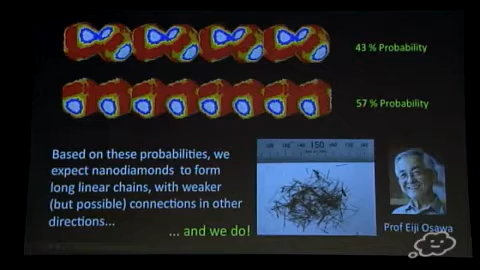 43 % Probability
57 % Probability
Based on these probabilities, we
expect nanodiamonds to form
long linear chains, with weaker
(but possible) connections in other
directions...
... and we do!
150
Prof Eiji Osawa